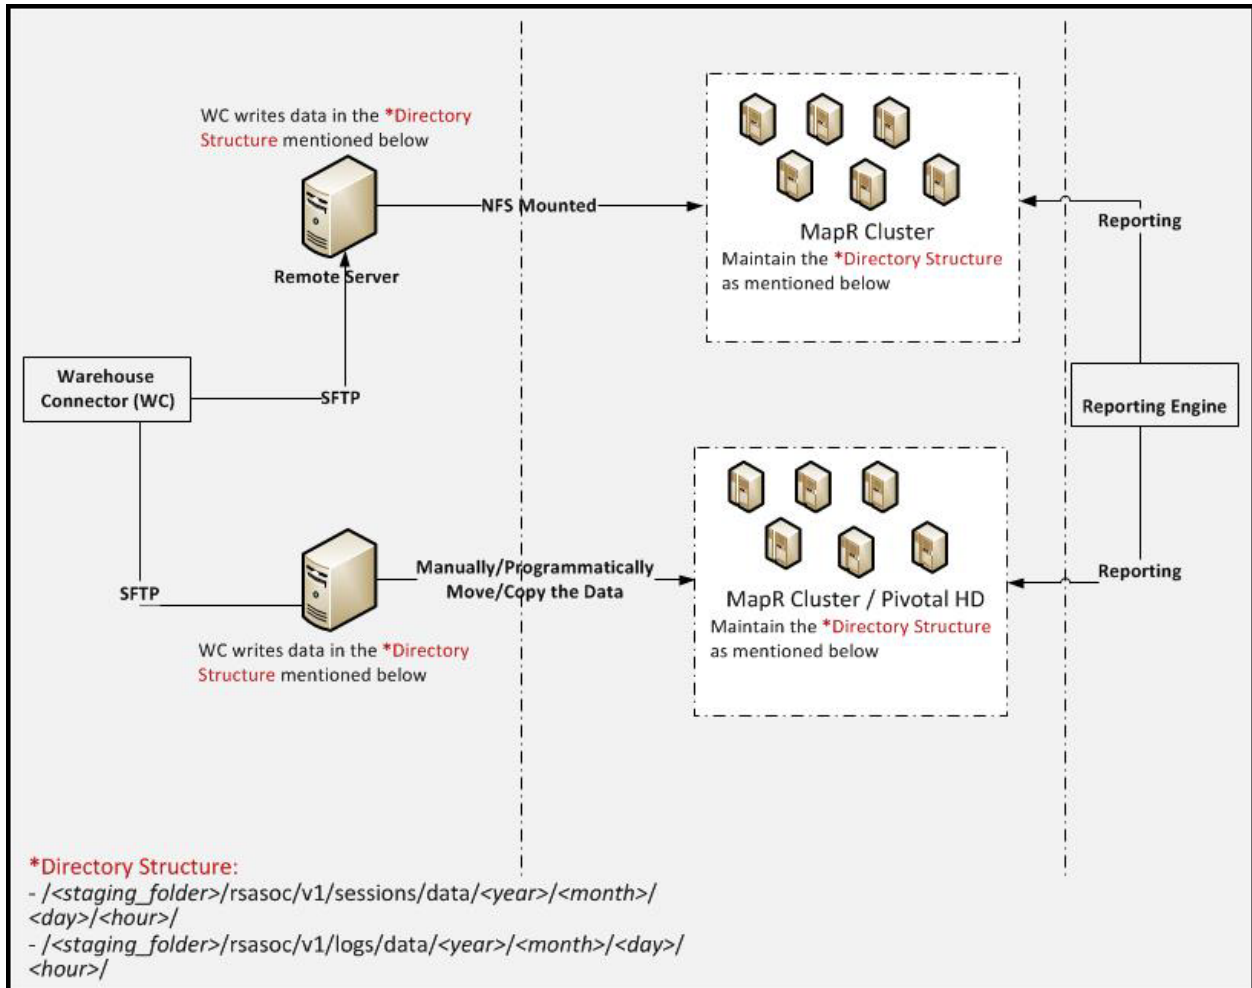 WC writes data in the *Directory
Structure mentioned below
NFS Mounted
Remote Server
MapR Cluster
Maintain the *Directory Structure
as mentioned below
Reporting
Warehouse
Connector (WC)
SFTP
Reporting Engine
SFTP
Manually/Programmatically
Move/Copy the Data
WC writes data in the *Directory
Structure mentioned below
MapR Cluster / Pivotal HD
Maintain the *Directory Structure
as mentioned below
Reporting
*Directory Structure:
- /<staging_folder>/rsasoc/v1/sessions/data/<year>/<month>/
<day>/<hour>/
- /<staging_folder>/rsasoc/v1/logs/data/<year>/<month>/<day>/
<hour>/